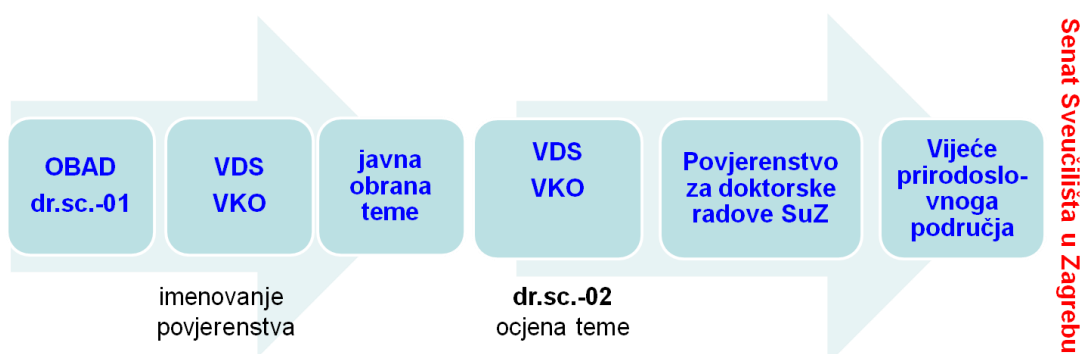 OBAD
dr.sc.-01
VDS
VKO
javna
obrana
teme
VDS
VKO
Povjerenstvo
za doktorske
radove SuZ
Vijeće
prirodoslo-
vnoga
područja
Senat Sveučilišta u Zagrebu
imenovanje
povjerenstva
dr.sc.-02
ocjena teme